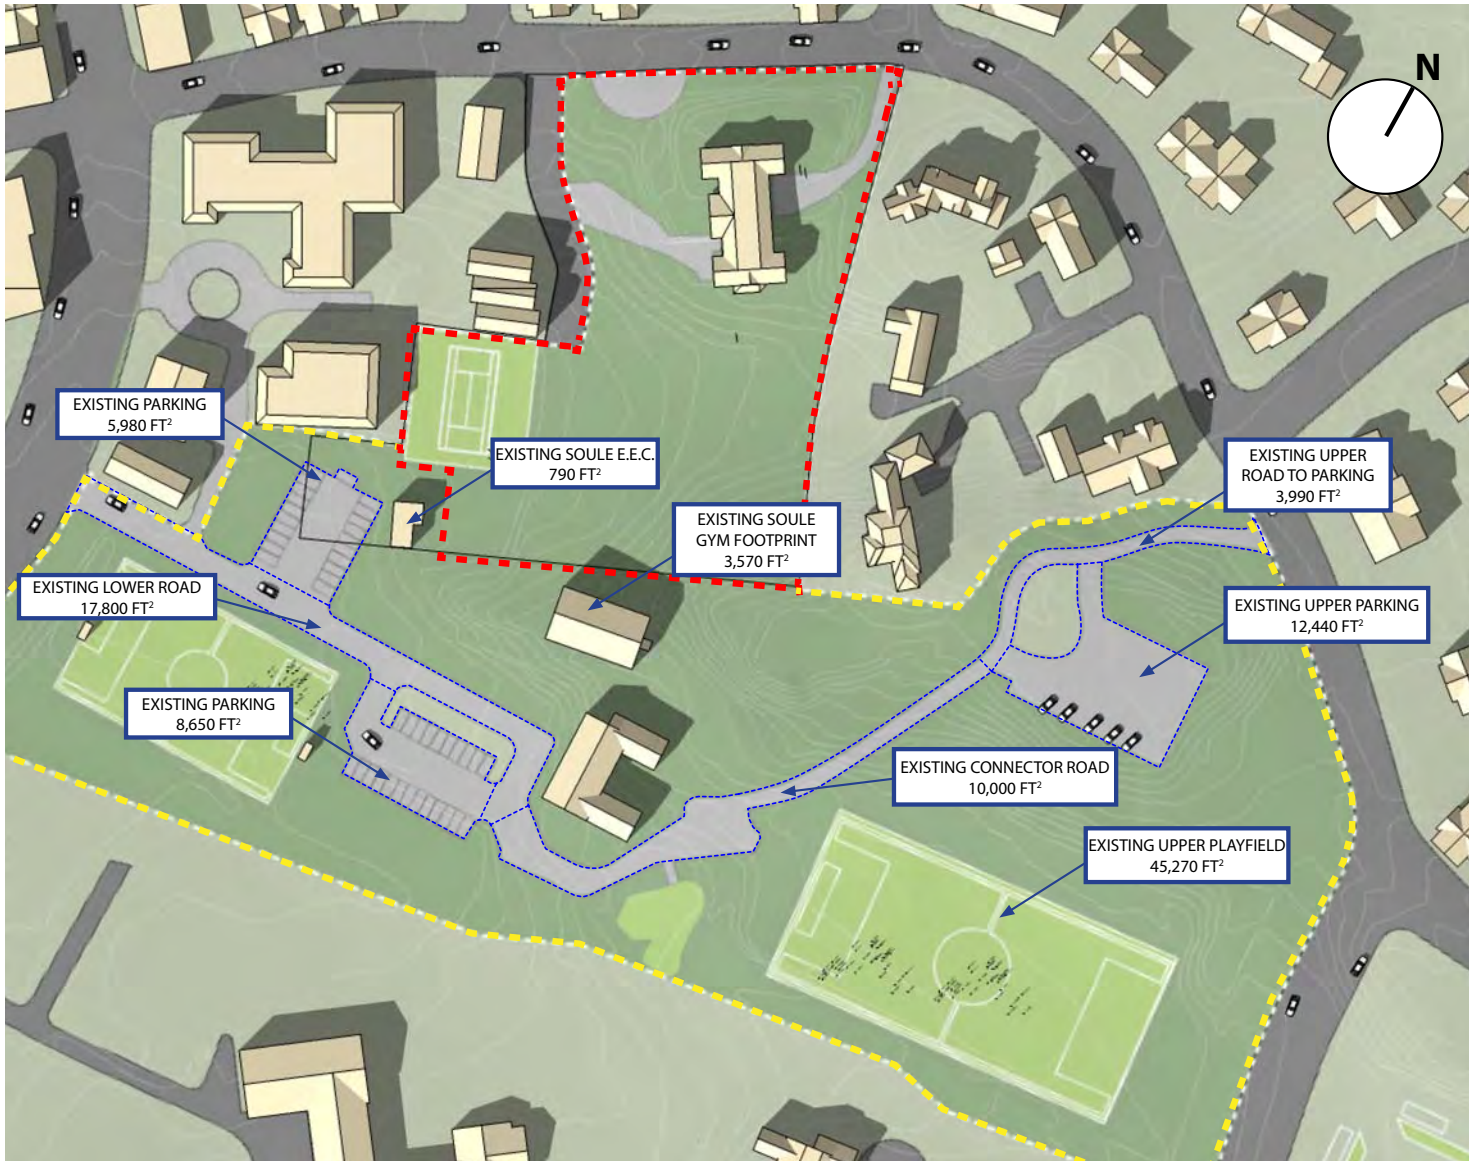 N
EXISTING PARKING
5,980 FT²
EXISTING SOULE E.E.C.
790 FT²
EXISTING UPPER
ROAD TO PARKING
3,990 FT²
EXISTING SOULE
GYM FOOTPRINT
3,570 FT²
EXISTING LOWER ROAD
17,800 FT²
EXISTING UPPER PARKING
12,440 FT²
EXISTING PARKING
8,650 FT²
EXISTING CONNECTOR ROAD
10,000 FT²
EXISTING UPPER PLAYFIELD
45,270 FT²